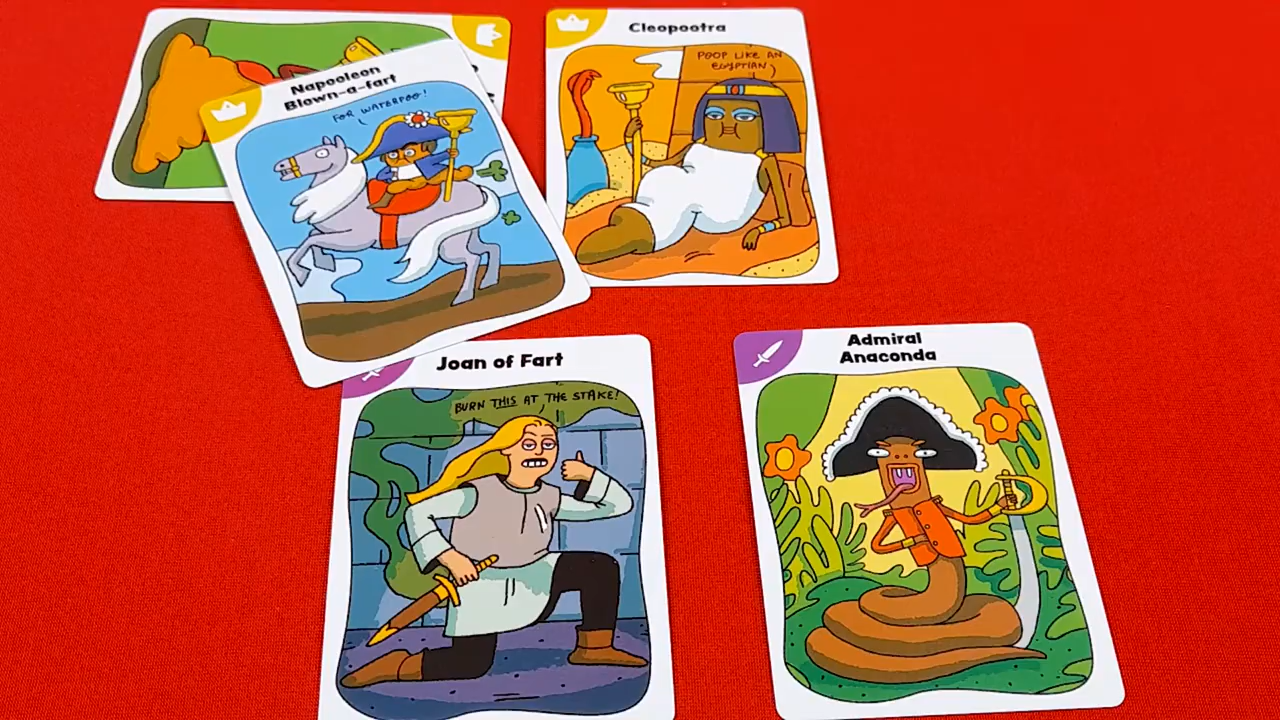 Napooleon
Blown-a-fart
FOR WATERPOO!
Cleopootra
POOP LIKE AN
EGYPTIAN
Joan of Fart
BURN THIS AT THE STAKE!
Admiral
Anaconda